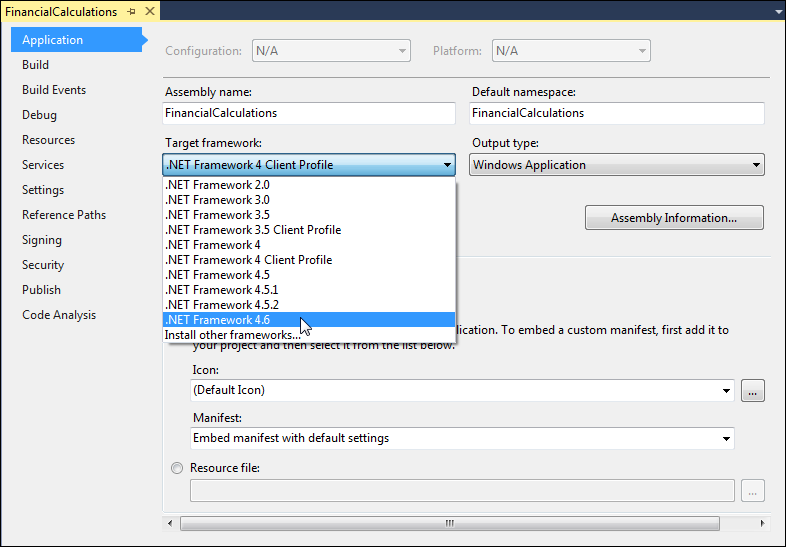 FinancialCalculations
Application
Build
Build Events
Debug
Resources
Services
Settings
Reference Paths
Signing
Security
Publish
Code Analysis
Configuration: N/A Platform: N/A
Assembly name: Default namespace:
FinancialCalculations FinancialCalculations
Target framework: Output type:
.NET Framework 4 Client Profile Windows Application
.NET Framework 2.0
.NET Framework 3.0
.NET Framework 3.5
.NET Framework 3.5 Client Profile
.NET Framework 4
.NET Framework 4 Client Profile
.NET Framework 4.5
.NET Framework 4.5.1
.NET Framework 4.5.2
.NET Framework 4.6
Install other frameworks...
Assembly Information...
lication. To embed a custom manifest, first add it to
your project and then select it from the list below.
Icon:
(Default Icon) ...
Manifest:
Embed manifest with default settings
Resource file:
...